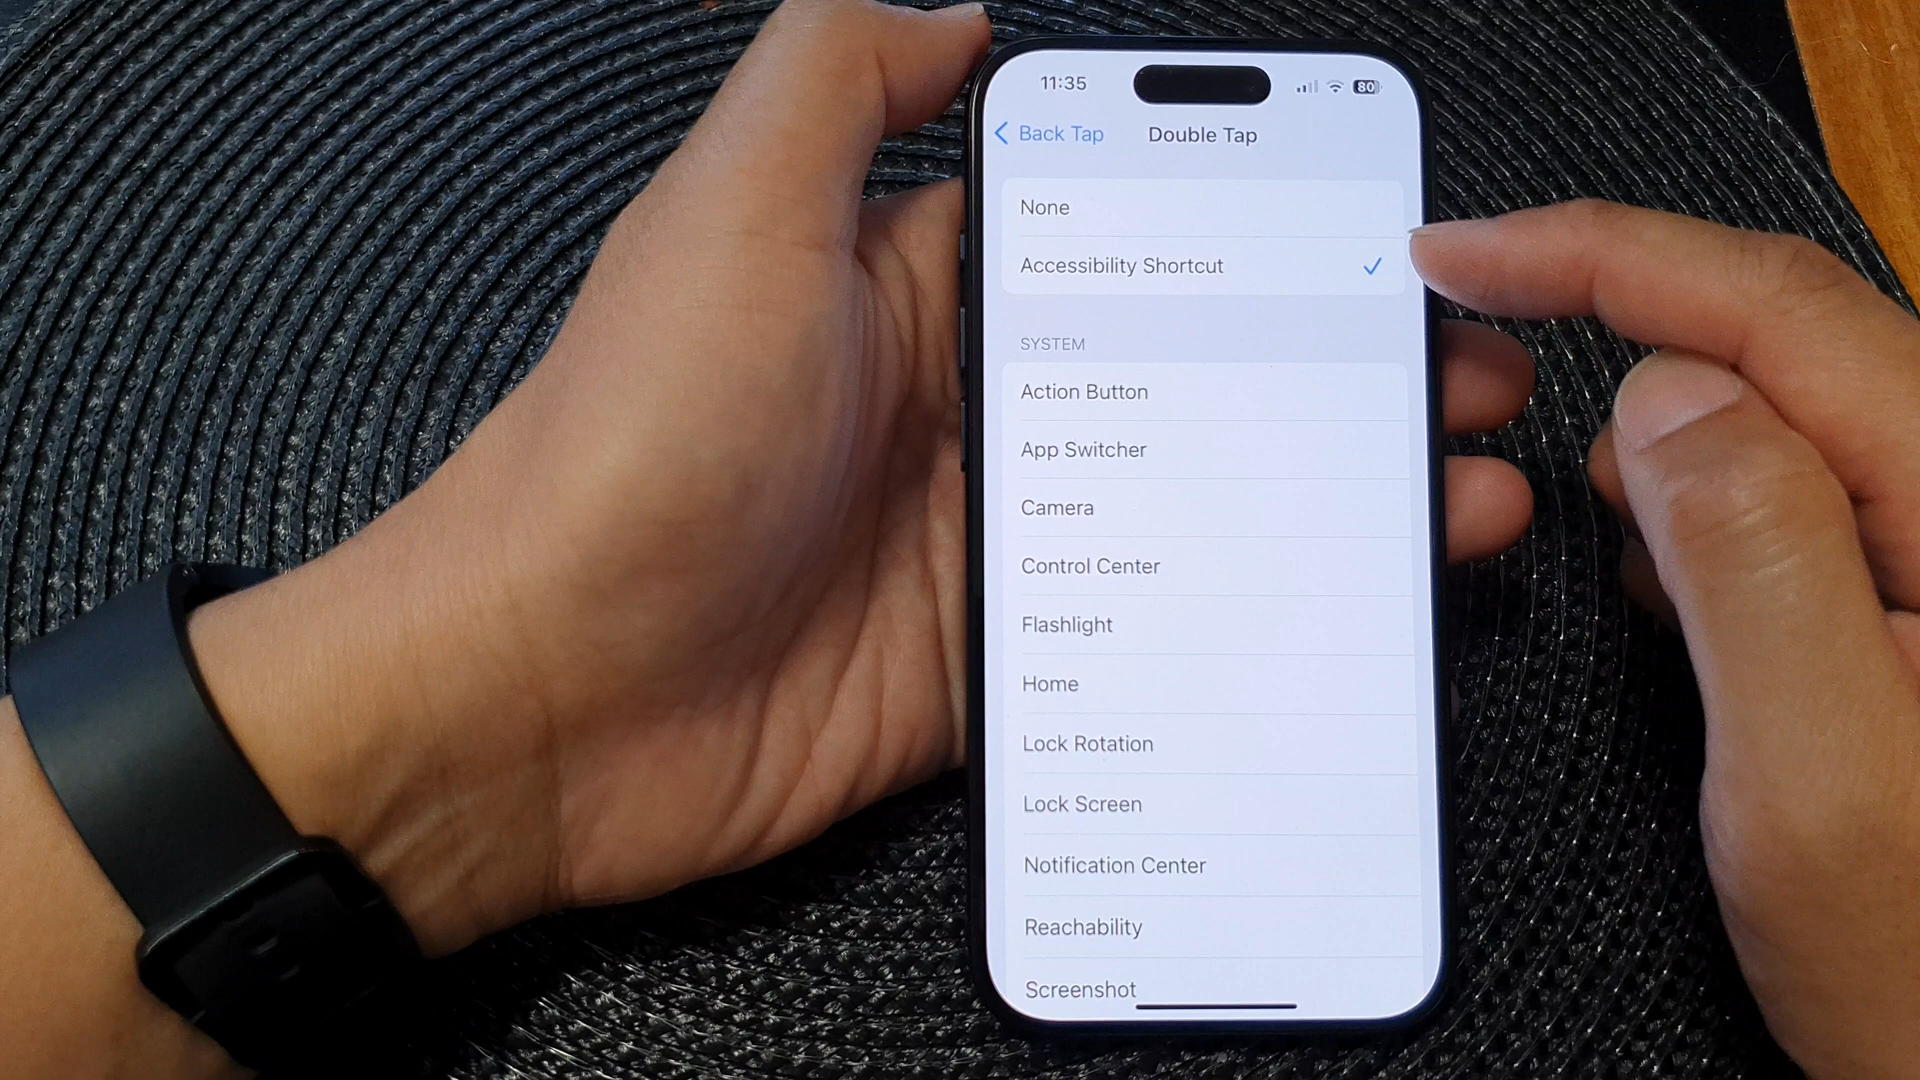 11:35 80
Back Tap Double Tap
None
Accessibility Shortcut
SYSTEM
Action Button
App Switcher
Camera
Control Center
Flashlight
Home
Lock Rotation
Lock Screen
Notification Center
Reachability
Screenshot